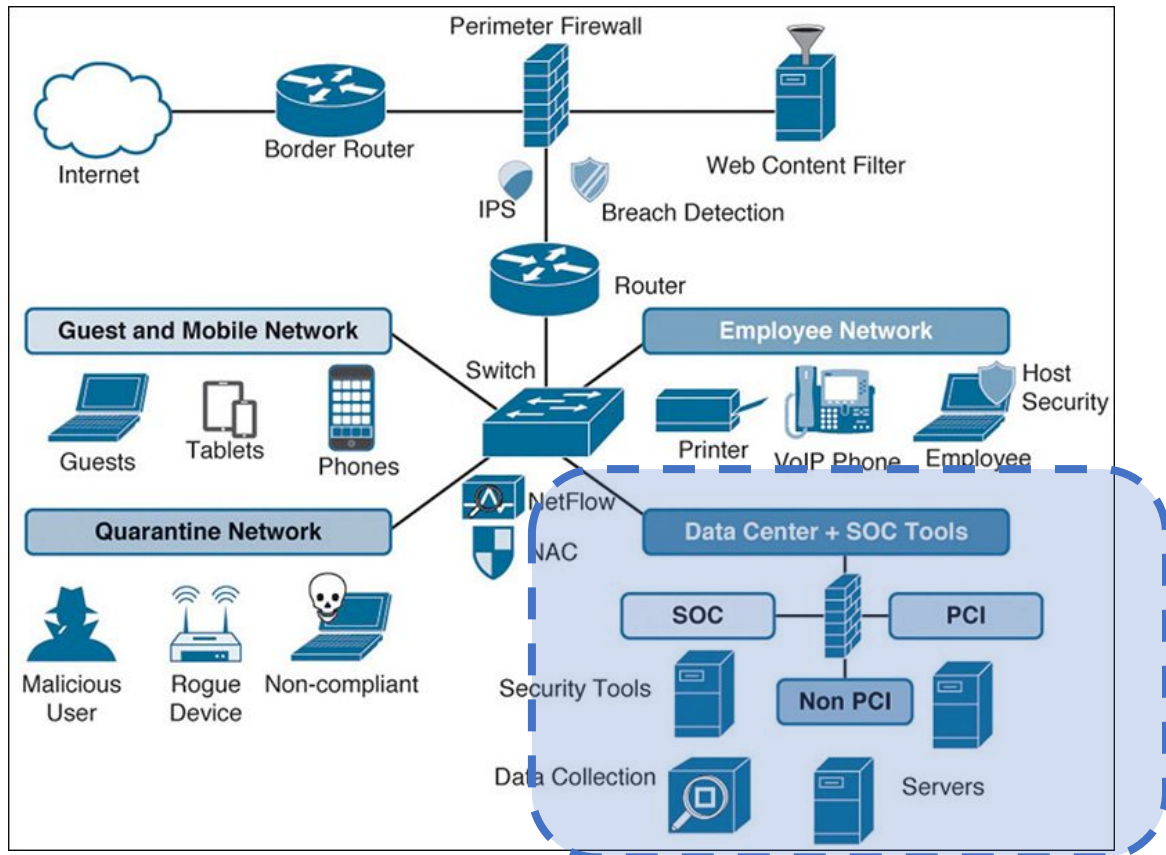 Perimeter Firewall
Internet
Border Router
Web Content Filter
IPS
Breach Detection
Router
Guest and Mobile Network
Employee Network
Switch
Guests
Tablets
Phones
Printer
VoIP Phone
Employee
Host
Security
NetFlow
NAC
Quarantine Network
Data Center + SOC Tools
Malicious
User
Rogue
Device
Non-compliant
SOC
PCI
Security Tools
Non PCI
Data Collection
Servers